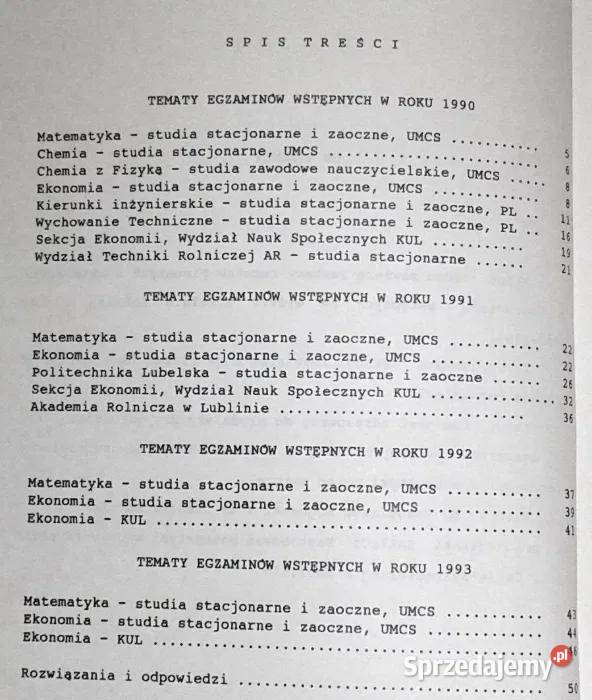 SPIS TREŚCI
TEMATY EGZAMINÓW WSTĘPNYCH W ROKU 1990
Matematyka - studia stacjonarne i zaoczne, UMCS .......... 5
Chemia - studia stacjonarne, UMCS ...................... 6
Chemia z Fizyką - studia zawodowe nauczycielskie, UMCS .. 8
Ekonomia - studia stacjonarne i zaoczne, UMCS ........... 8
Kierunki inżynierskie - studia stacjonarne i zaoczne, PL .. 11
Wychowanie Techniczne - studia stacjonarne i zaoczne, PL .. 16
Sekcja Ekonomii, Wydział Nauk Społecznych KUL .......... 19
Wydział Techniki Rolniczej AR - studia stacjonarne ...... 21
TEMATY EGZAMINÓW WSTĘPNYCH W ROKU 1991
Matematyka - studia stacjonarne i zaoczne, UMCS .......... 22
Ekonomia - studia stacjonarne i zaoczne, UMCS ............ 22
Politechnika Lubelska - studia stacjonarne i zaoczne ...... 26
Sekcja Ekonomii, Wydział Nauk Społecznych KUL ............. 32
Akademia Rolnicza w Lublinie ........................... 36
TEMATY EGZAMINÓW WSTĘPNYCH W ROKU 1992
Matematyka - studia stacjonarne i zaoczne, UMCS .......... 37
Ekonomia - studia stacjonarne i zaoczne, UMCS ............ 39
Ekonomia - KUL ......................................... 41
TEMATY EGZAMINÓW WSTĘPNYCH W ROKU 1993
Matematyka - studia stacjonarne i zaoczne, UMCS .......... 43
Ekonomia - studia stacjonarne i zaoczne, UMCS ............ 44
Ekonomia - KUL ......................................... 46
Rozwiązania i odpowiedzi ............................... 50
Sprzedajemy.pl